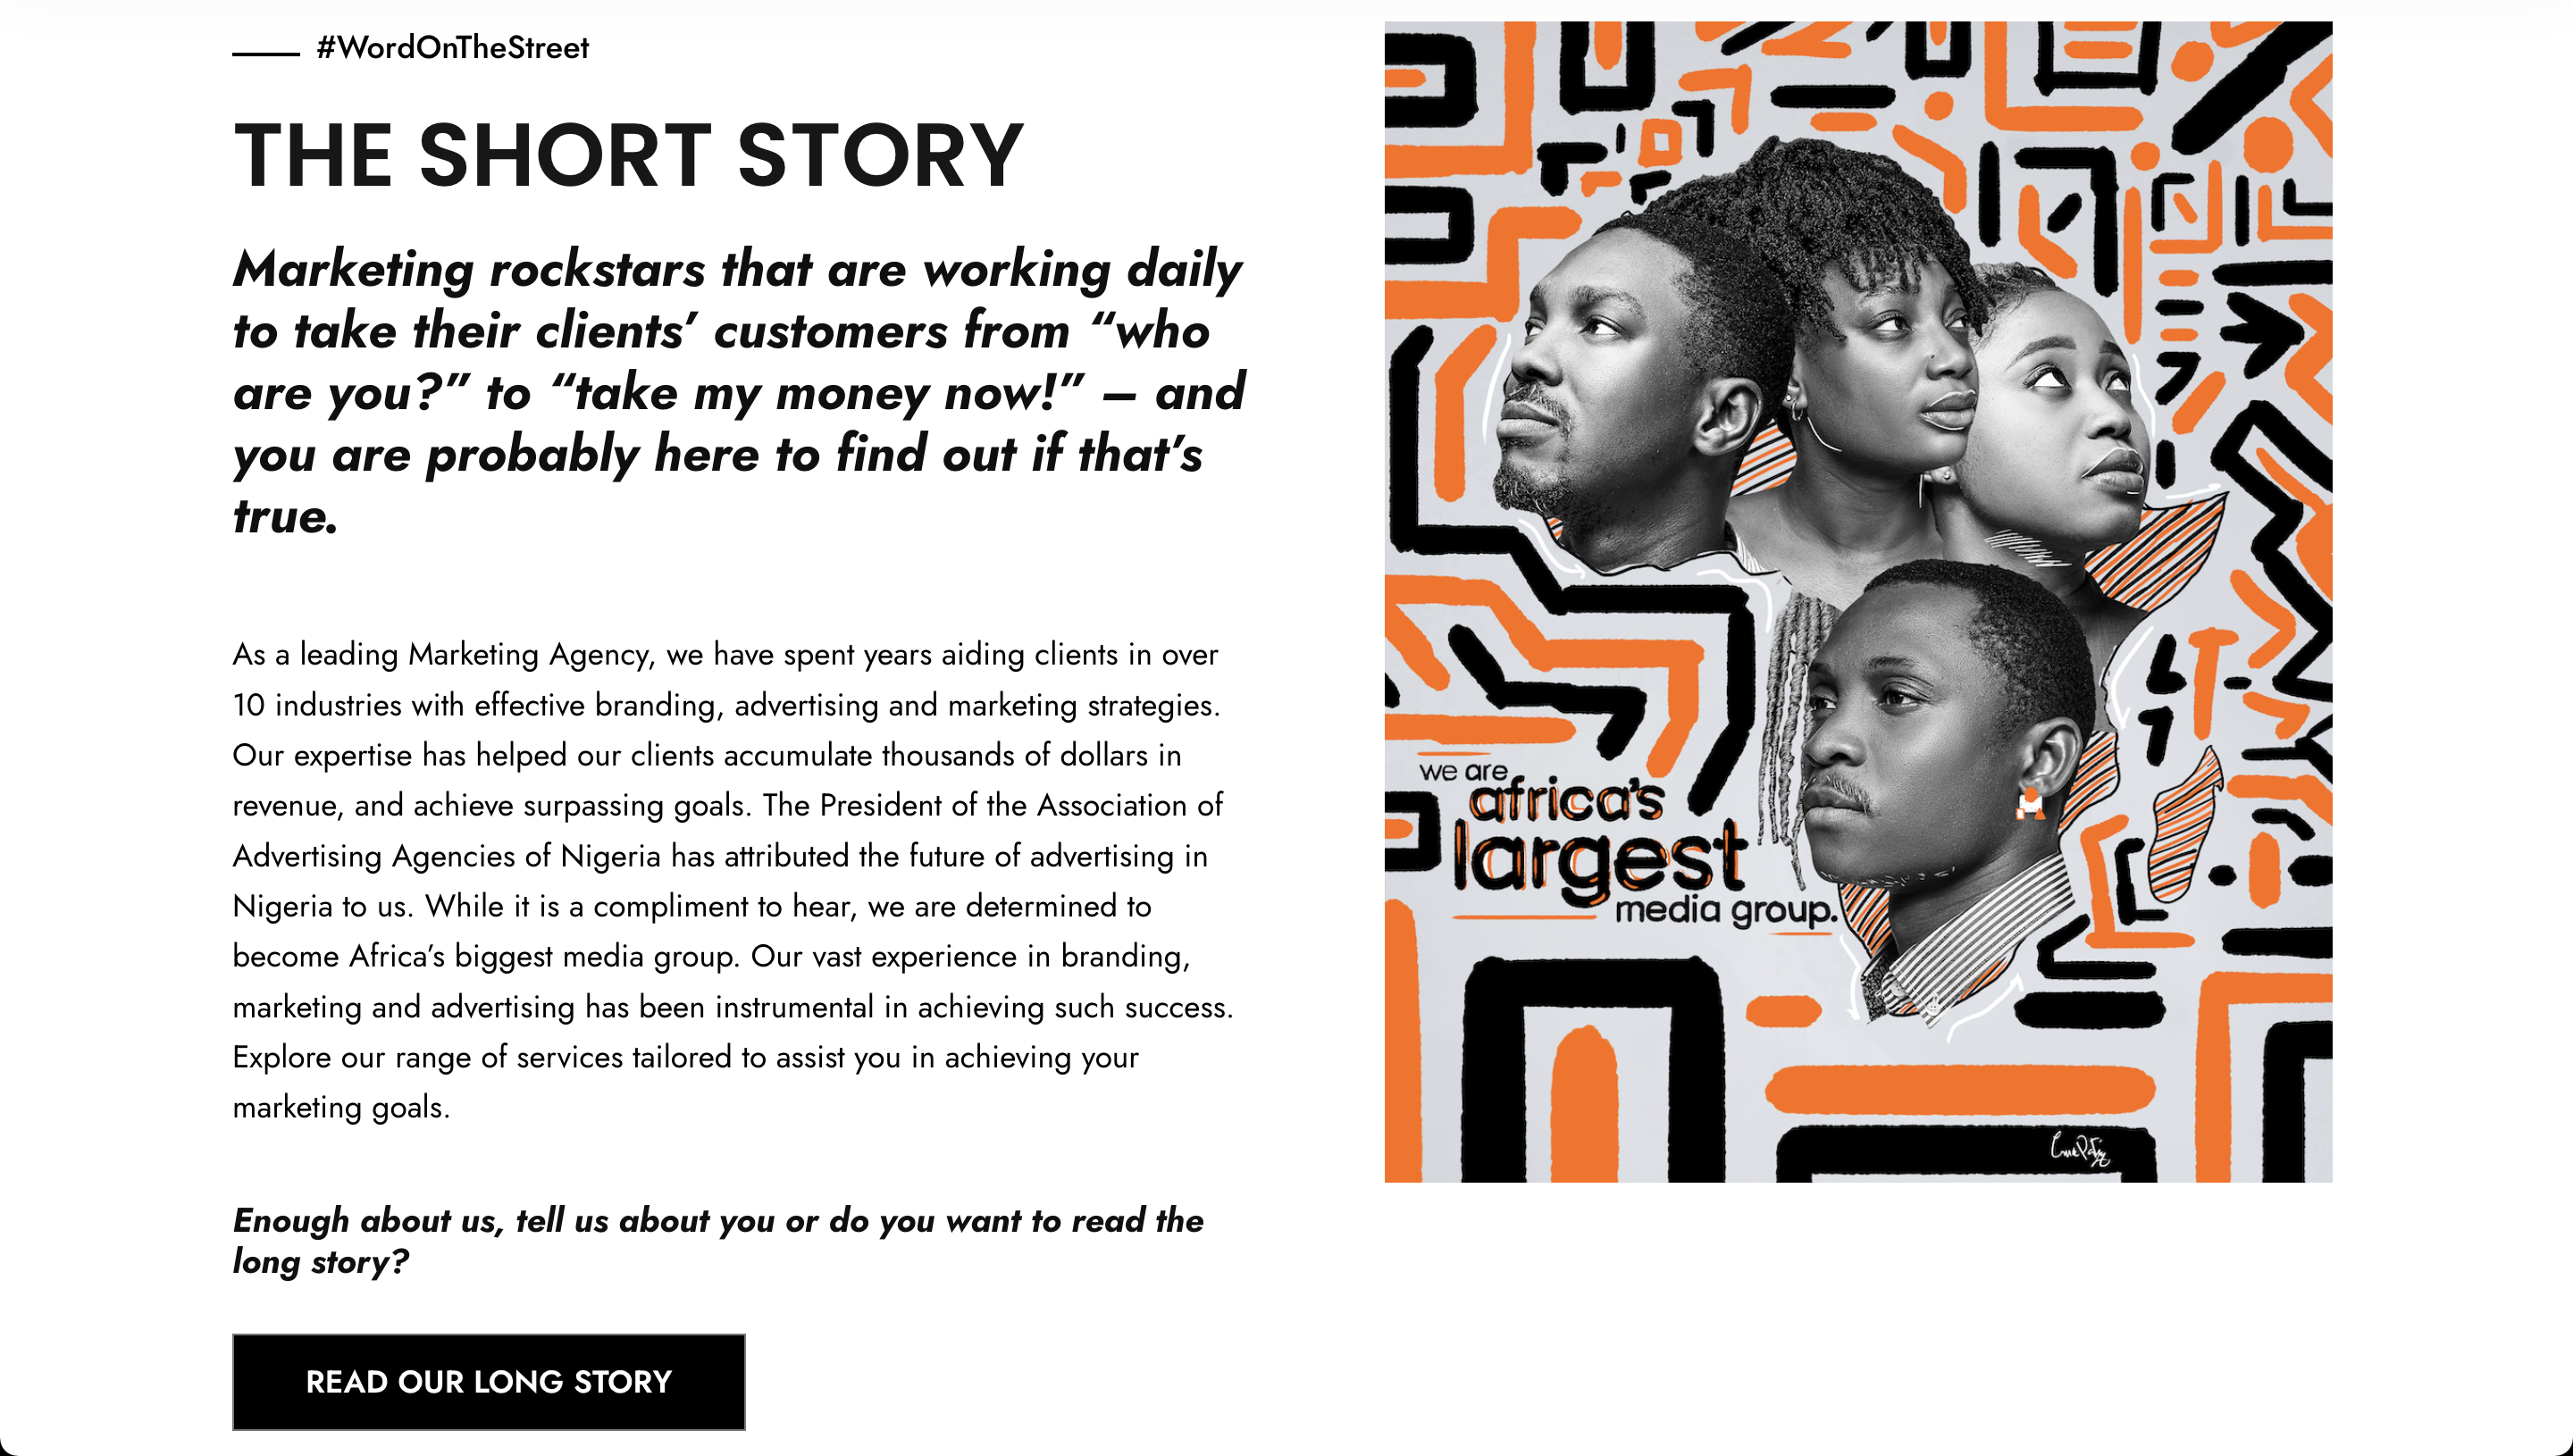 #WordOnTheStreet
THE SHORT STORY
Marketing rockstars that are working daily
to take their clients’ customers from “who
are you?” to “take my money now!” – and
you are probably here to find out if that’s
true.
As a leading Marketing Agency, we have spent years aiding clients in over
10 industries with effective branding, advertising and marketing strategies.
Our expertise has helped our clients accumulate thousands of dollars in
revenue, and achieve surpassing goals. The President of the Association of
Advertising Agencies of Nigeria has attributed the future of advertising in
Nigeria to us. While it is a compliment to hear, we are determined to
become Africa’s biggest media group. Our vast experience in branding,
marketing and advertising has been instrumental in achieving such success.
Explore our range of services tailored to assist you in achieving your
marketing goals.
Enough about us, tell us about you or do you want to read the
long story?
READ OUR LONG STORY
we are
africa's
largest
media group.